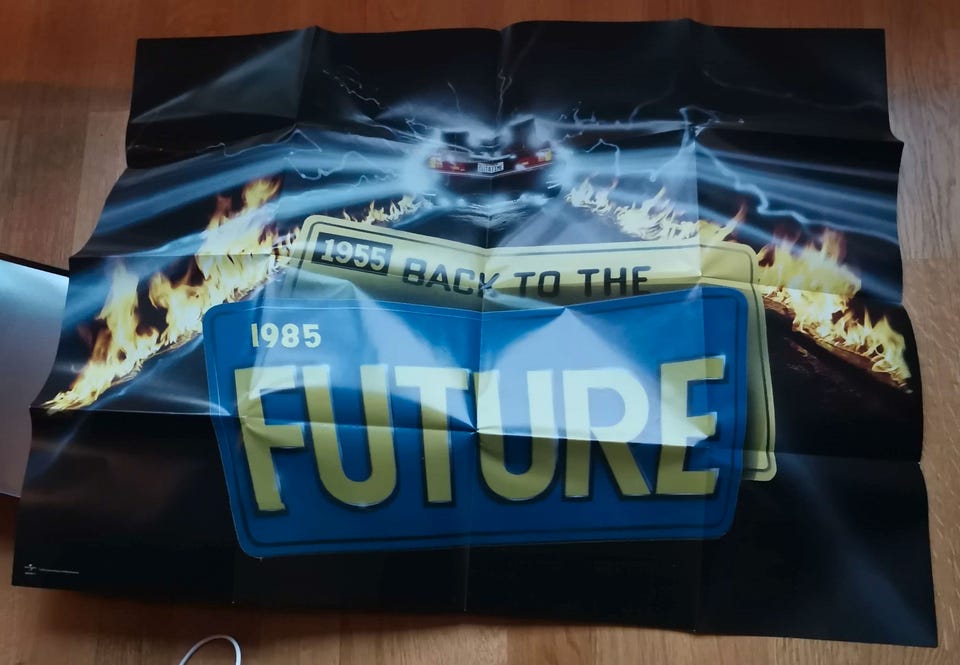 1955
BACK TO THE
1985
FUTURE